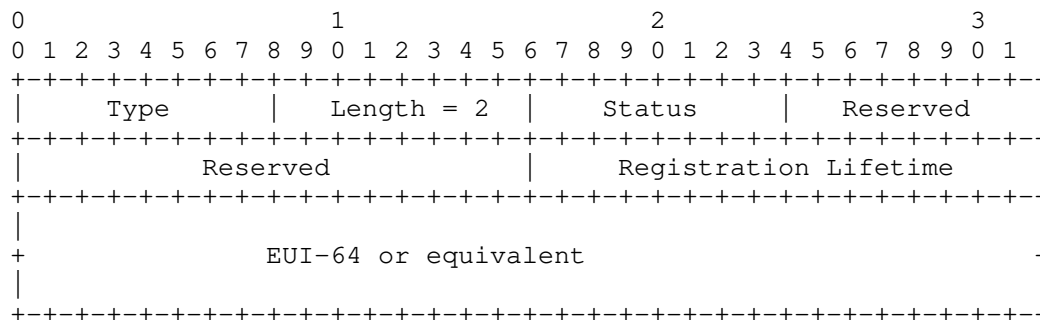 0                   1                   2                   3
0 1 2 3 4 5 6 7 8 9 0 1 2 3 4 5 6 7 8 9 0 1 2 3 4 5 6 7 8 9 0 1
+-+-+-+-+-+-+-+-+-+-+-+-+-+-+-+-+-+-+-+-+-+-+-+-+-+-+-+-+-+-+-+-
|     Type      |   Length = 2  |    Status     |   Reserved
+-+-+-+-+-+-+-+-+-+-+-+-+-+-+-+-+-+-+-+-+-+-+-+-+-+-+-+-+-+-+-+-
|           Reserved            |     Registration Lifetime
+-+-+-+-+-+-+-+-+-+-+-+-+-+-+-+-+-+-+-+-+-+-+-+-+-+-+-+-+-+-+-+-
|
+               EUI-64 or equivalent                            -
|
+-+-+-+-+-+-+-+-+-+-+-+-+-+-+-+-+-+-+-+-+-+-+-+-+-+-+-+-+-+-+-+-